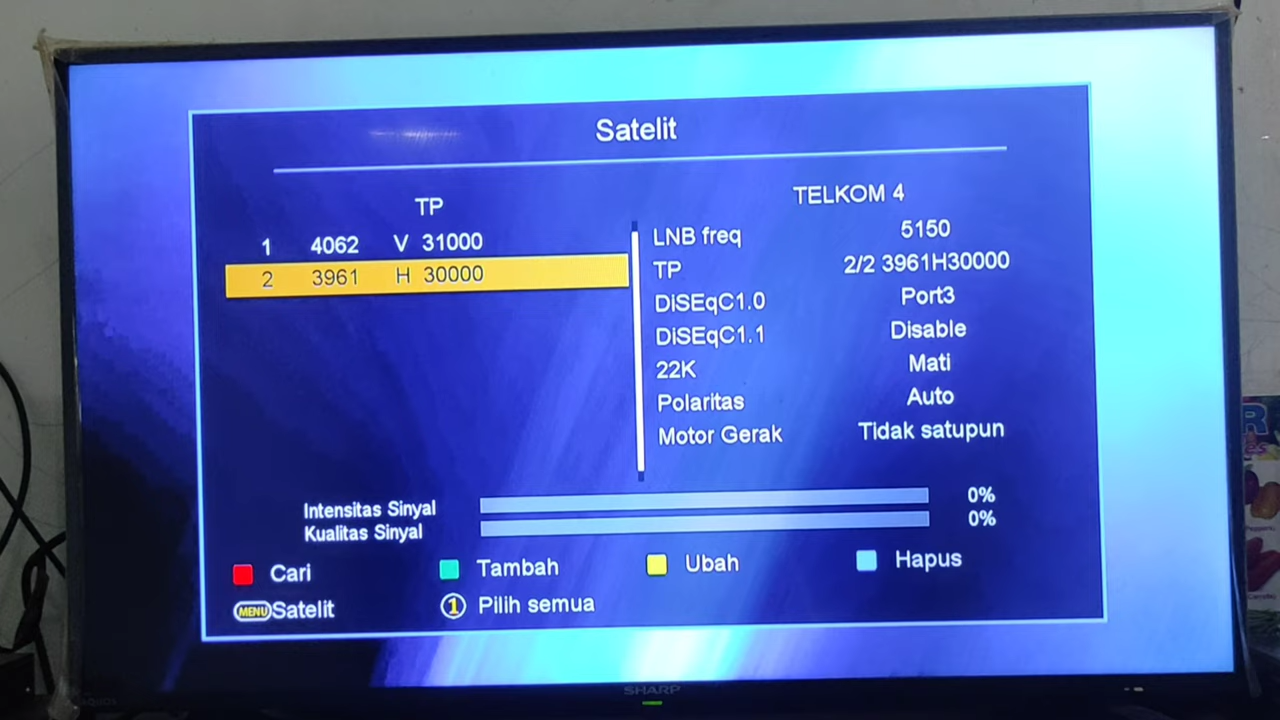 Satelit
TP
1 4062 V 31000
2 3961 H 30000
TELKOM 4
LNB freq 5150
TP 2/2 3961H30000
DiSEqC1.0 Port3
DiSEqC1.1 Disable
22K Mati
Polaritas Auto
Motor Gerak Tidak satupun
Intensitas Sinyal 0%
Kualitas Sinyal 0%
Cari Tambah Ubah Hapus
MENU Satelit 1 Pilih semua
SHARP
AQUOS